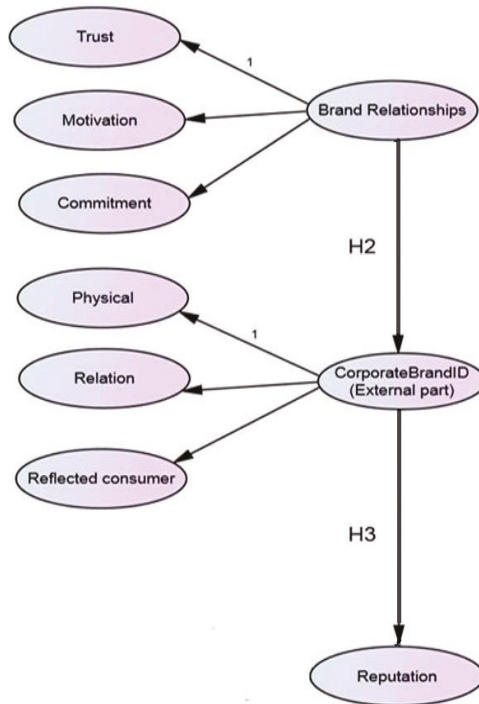 Trust
1
Brand Relationships
Motivation
Commitment
H2
Physical
1
Relation
CorporateBrandID
(External part)
Reflected consumer
H3
Reputation